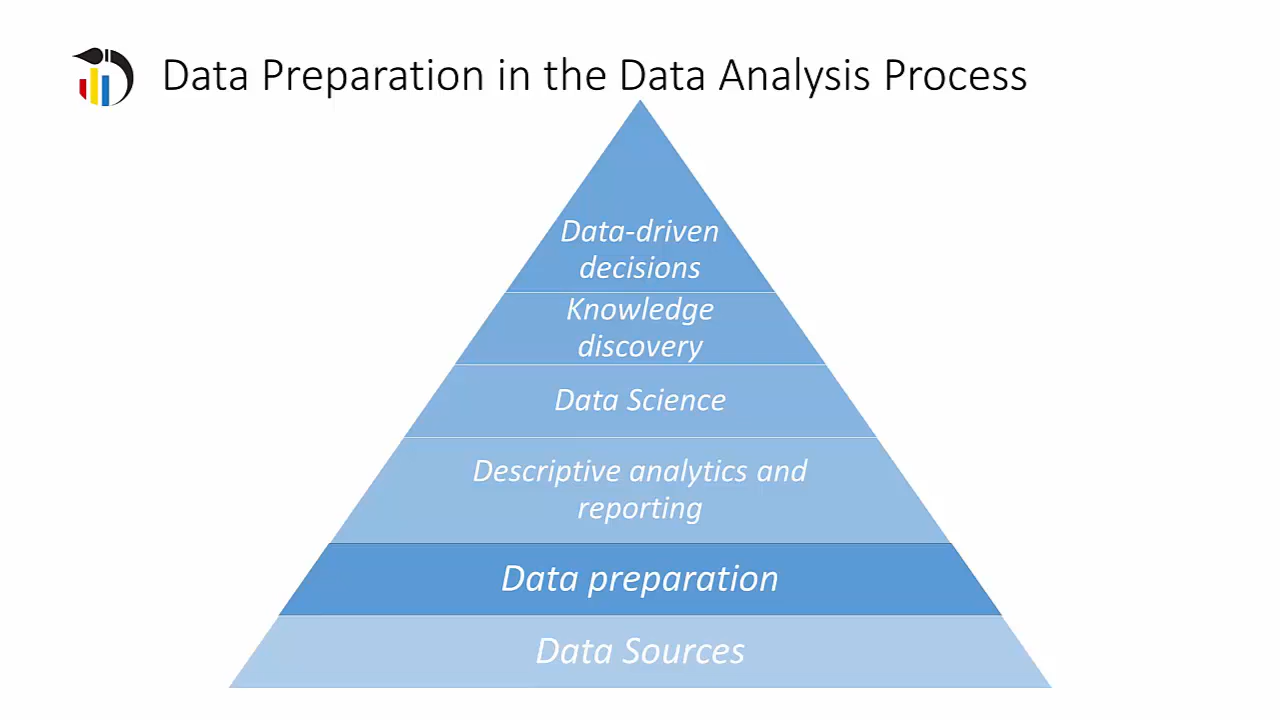 Data Preparation in the Data Analysis Process
Data-driven
decisions
Knowledge
discovery
Data Science
Descriptive analytics and
reporting
Data preparation
Data Sources